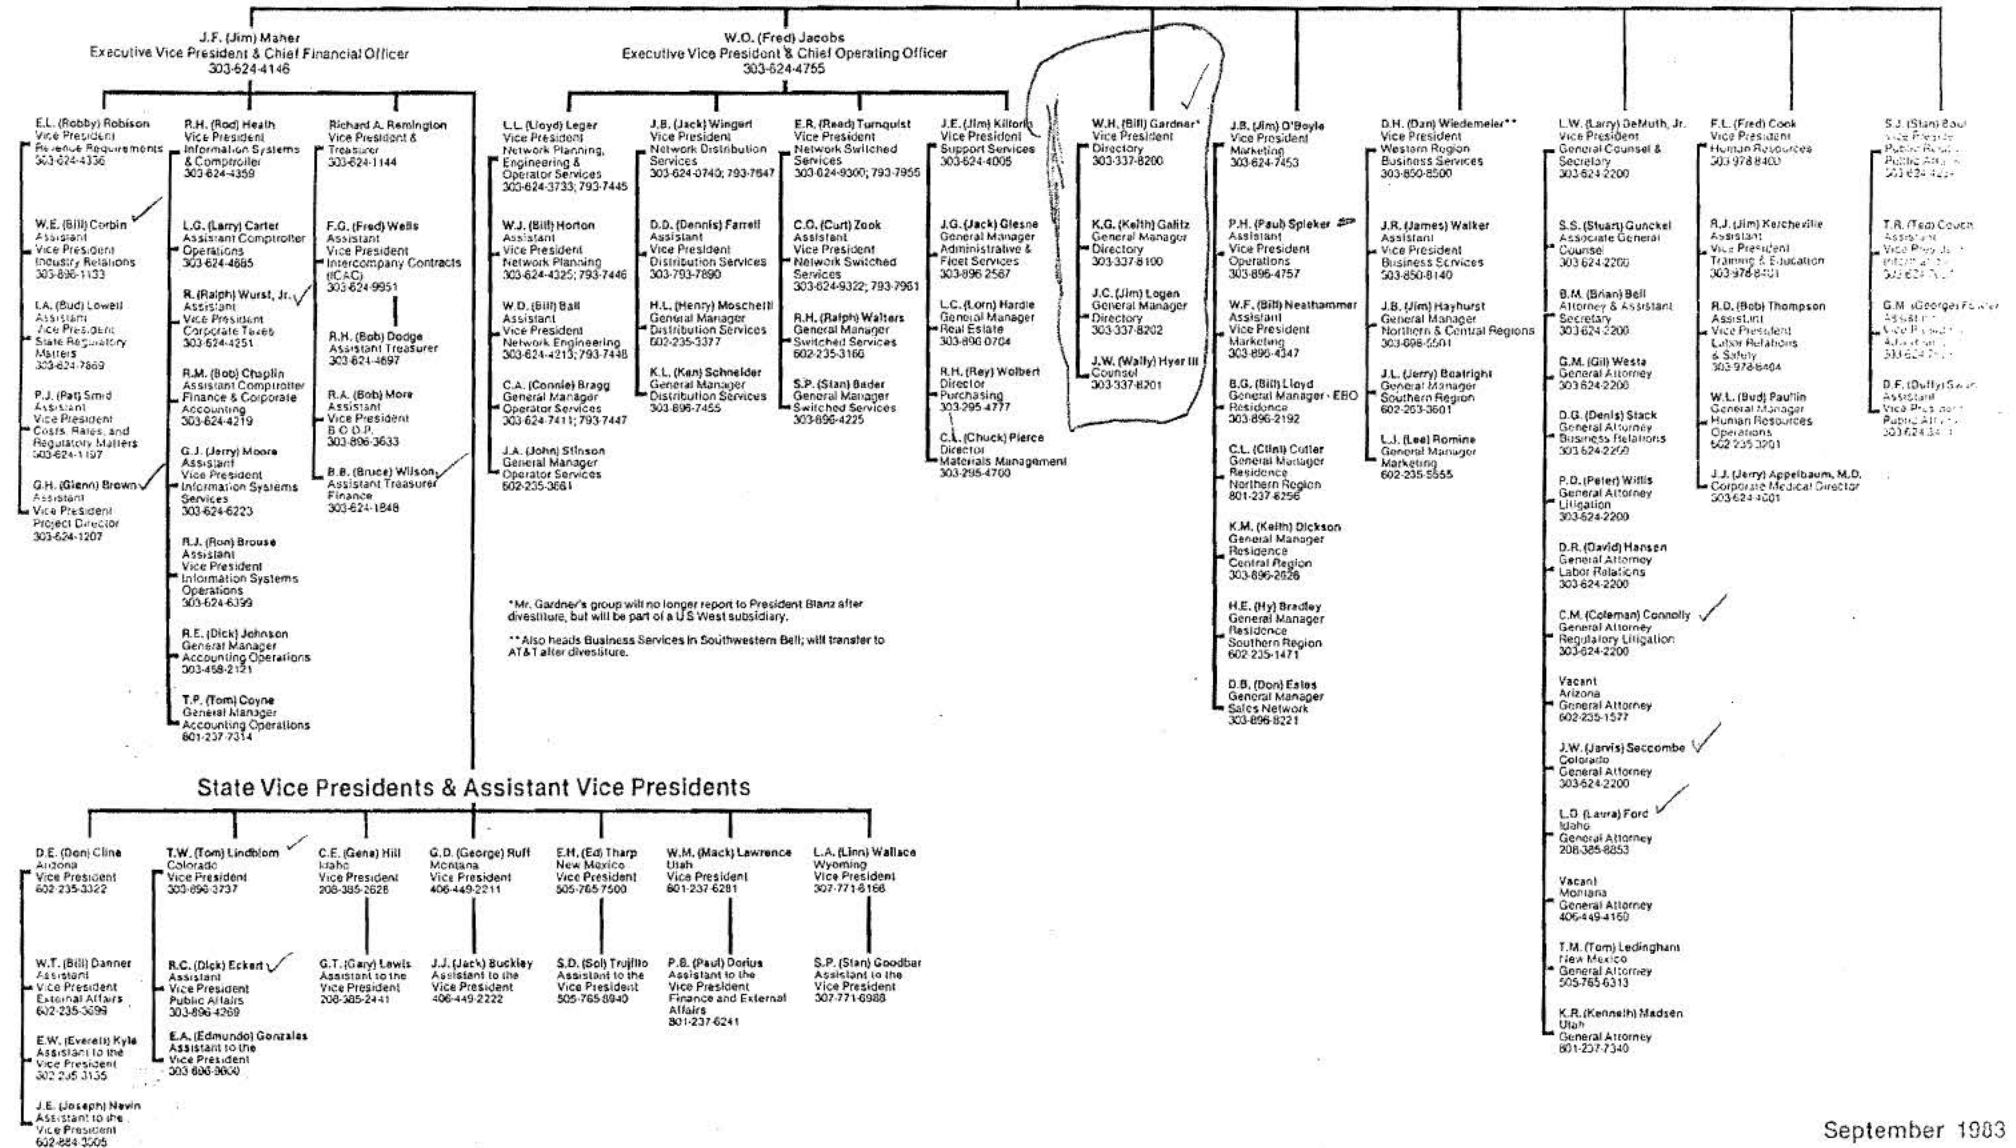 J.F. (Jim) Maher
Executive Vice President & Chief Financial Officer
303-624-4146
W.O. (Fred) Jacobs
Executive Vice President & Chief Operating Officer
303-624-4755
E.L. (Robby) Robison
Vice President
Revenue Requirements
303-624-4336
W.E. (Bill) Corbin
Assistant
Vice President
Industry Relations
303-896-1133
I.A. (Bud) Lowell
Assistant
Vice President
State Regulatory
Matters
303-624-7869
P.J. (Pat) Smid
Assistant
Vice President
Costs, Rates, and
Regulatory Matters
303-624-1197
G.H. (Glenn) Brown
Assistant
Vice President
Project Director
303-624-1207
R.H. (Rod) Heath
Vice President
Information Systems
& Comptroller
303-624-4359
L.G. (Larry) Carter
Assistant Comptroller
Operations
303-624-4685
R. (Ralph) Wurst, Jr.
Assistant
Vice President
Corporate Taxes
303-624-4251
R.M. (Bob) Chaplin
Assistant Comptroller
Finance & Corporate
Accounting
303-624-4219
G.J. (Jerry) Moore
Assistant
Vice President
Information Systems
Services
303-624-6223
R.J. (Ron) Brouse
Assistant
Vice President
Information Systems
Operations
303-624-6399
R.E. (Dick) Johnson
General Manager
Accounting Operations
303-458-2121
T.P. (Tom) Coyne
General Manager
Accounting Operations
801-237-7314
Richard A. Remington
Vice President &
Treasurer
303-624-1144
F.G. (Fred) Wells
Assistant
Vice President
Intercompany Contracts
(ICAC)
303-624-9951
R.H. (Bob) Dodge
Assistant Treasurer
303-624-4697
R.A. (Bob) More
Assistant
Vice President
B.O.O.P.
303-896-3633
B.B. (Bruce) Wilson
Assistant Treasurer
Finance
303-624-1848
L.L. (Lloyd) Leger
Vice President
Network Planning,
Engineering &
Operator Services
303-624-3733; 793-7445
W.J. (Bill) Horton
Assistant
Vice President
Network Planning
303-624-4325; 793-7446
W.D. (Bill) Ball
Assistant
Vice President
Network Engineering
303-624-4213; 793-7448
C.A. (Connie) Bragg
General Manager
Operator Services
303-624-7411; 793-7447
J.A. (John) Stinson
General Manager
Operator Services
602-235-3661
J.B. (Jack) Wingert
Vice President
Network Distribution
Services
303-624-0740; 793-7647
D.D. (Dennis) Farrell
Assistant
Vice President
Distribution Services
303-793-7890
H.L. (Henry) Moschetti
General Manager
Distribution Services
602-235-3377
K.L. (Ken) Schneider
General Manager
Distribution Services
303-896-7455
E.R. (Reed) Turnquist
Vice President
Network Switched
Services
303-624-9300; 793-7955
C.O. (Curt) Zook
Assistant
Vice President
Network Switched
Services
303-624-9322; 793-7961
R.H. (Ralph) Walters
General Manager
Switched Services
602-235-3166
S.P. (Stan) Bader
General Manager
Switched Services
303-896-4225
J.E. (Jim) Killorin
Vice President
Support Services
303-624-4005
J.G. (Jack) Glesne
General Manager
Administrative &
Fleet Services
303-896-2567
L.C. (Lorn) Hardie
General Manager
Real Estate
303-896-0704
R.H. (Rey) Wolbert
Director
Purchasing
303-295-4777
C.L. (Chuck) Pierce
Director
Materials Management
303-295-4700
W.H. (Bill) Gardner*
Vice President
Directory
303-337-8200
K.G. (Keith) Galitz
General Manager
Directory
303-337-8100
J.C. (Jim) Logen
General Manager
Directory
303-337-8202
J.W. (Wally) Hyer III
Counsel
303-337-8201
J.B. (Jim) O'Boyle
Vice President
Marketing
303-624-7453
P.H. (Paul) Spieker
Assistant
Vice President
Operations
303-896-4757
W.F. (Bill) Neathammer
Assistant
Vice President
Marketing
303-896-4347
B.G. (Bill) Lloyd
General Manager - EBO
Residence
303-896-2192
C.L. (Clint) Cutler
General Manager
Residence
Northern Region
801-237-6256
K.M. (Keith) Dickson
General Manager
Residence
Central Region
303-896-2626
H.E. (Hy) Bradley
General Manager
Residence
Southern Region
602-235-1471
D.B. (Don) Estes
General Manager
Sales Network
303-896-8221
D.H. (Dan) Wiedemeier**
Vice President
Western Region
Business Services
303-850-8500
J.R. (James) Walker
Assistant
Vice President
Business Services
303-850-8140
J.B. (Jim) Hayhurst
General Manager
Northern & Central Regions
J.L. (Jerry) Boatright
General Manager
Southern Region
602-263-3601
L.J. (Lee) Romine
General Manager
Marketing
602-235-5555
L.W. (Larry) DeMuth, Jr.
Vice President
General Counsel &
Secretary
303-624-2200
S.S. (Stuart) Gunckel
Associate General
Counsel
303-624-2200
B.M. (Brian) Bell
Attorney & Assistant
Secretary
303-624-2200
G.M. (Gil) Westa
General Attorney
303-624-2200
D.G. (Denis) Stack
General Attorney
Business Relations
303-624-2200
P.D. (Peter) Willis
General Attorney
Litigation
303-624-2200
D.R. (David) Hansen
General Attorney
Labor Relations
303-624-2200
C.M. (Coleman) Connolly
General Attorney
Regulatory Litigation
303-624-2200
Vacant
Arizona
General Attorney
602-235-1577
J.W. (Jarvis) Seccombe
Colorado
General Attorney
303-624-2200
L.D. (Laura) Ford
Idaho
General Attorney
208-385-8853
Vacant
Montana
General Attorney
406-449-4160
T.M. (Tom) Ledingham
New Mexico
General Attorney
505-765-6313
K.R. (Kenneth) Madsen
Utah
General Attorney
801-237-7340
F.L. (Fred) Cook
Vice President
Human Resources
303-978-8400
R.J. (Jim) Kercheville
Assistant
Vice President
Training & Education
303-978-8401
R.D. (Bob) Thompson
Assistant
Vice President
Labor Relations
& Safety
303-978-8404
W.L. (Bud) Paullin
General Manager
Human Resources
Operations
602-235-3201
J.J. (Jerry) Appelbaum, M.D.
Corporate Medical Director
303-624-4001
S.J. (Stan)
T.R. (Ted) Couch
G.M. (George) Fowler
D.F. (Duffy)
Assistant
*Mr. Gardner's group will no longer report to President Blanz after
divestiture, but will be part of a U S West subsidiary.
**Also heads Business Services in Southwestern Bell; will transfer to
AT&T after divestiture.
State Vice Presidents & Assistant Vice Presidents
D.E. (Don) Cline
Arizona
Vice President
602-235-3322
W.T. (Bill) Danner
Assistant
Vice President
External Affairs
602-235-3699
E.W. (Everett) Kyle
Assistant to the
Vice President
J.E. (Joseph) Nevin
Assistant to the
Vice President
T.W. (Tom) Lindblom
Colorado
Vice President
303-896-3737
R.C. (Dick) Eckert
Assistant
Vice President
Public Affairs
303-896-4269
E.A. (Edmundo) Gonzales
Assistant to the
Vice President
C.E. (Gene) Hill
Idaho
Vice President
208-385-2628
G.T. (Gary) Lewis
Assistant to the
Vice President
208-385-2441
G.D. (George) Ruff
Montana
Vice President
406-449-2211
J.J. (Jack) Buckley
Assistant to the
Vice President
406-449-2222
E.H. (Ed) Tharp
New Mexico
Vice President
505-765-7500
S.D. (Sol) Trujillo
Assistant to the
Vice President
505-765-8940
W.M. (Mack) Lawrence
Utah
Vice President
801-237-6281
P.B. (Paul) Dorius
Assistant to the
Vice President
Finance and External
Affairs
801-237-6241
L.A. (Linn) Wallace
Wyoming
Vice President
307-771-6166
S.P. (Stan) Goodbar
Assistant to the
Vice President
307-771-6988
September 1983